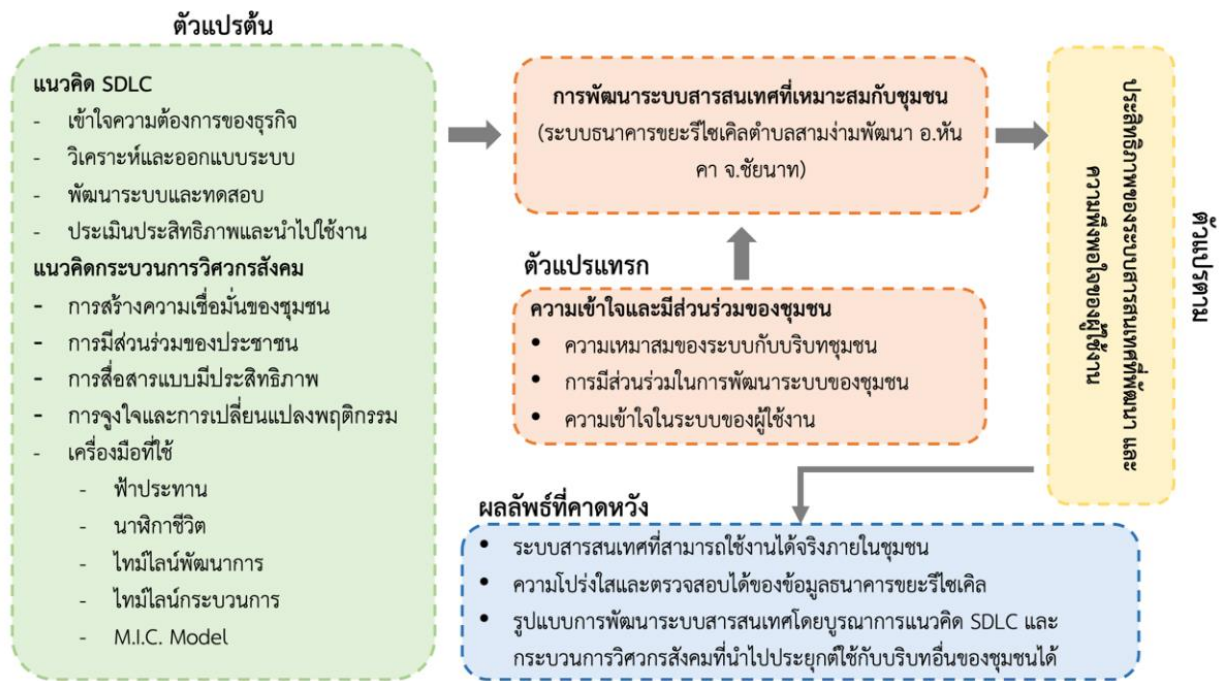 ตัวแปรต้น
แนวคิด SDLC
- เข้าใจความต้องการของธุรกิจ
- วิเคราะห์และออกแบบระบบ
- พัฒนาระบบและทดสอบ
- ประเมินประสิทธิภาพและนำไปใช้งาน
แนวคิดกระบวนการวิศวกรสังคม
- การสร้างความเชื่อมั่นของชุมชน
- การมีส่วนร่วมของประชาชน
- การสื่อสารแบบมีประสิทธิภาพ
- การจูงใจและการเปลี่ยนแปลงพฤติกรรม
- เครื่องมือที่ใช้
- ฟ้าประทาน
- นาฬิกาชีวิต
- ไทม์ไลน์พัฒนาการ
- ไทม์ไลน์กระบวนการ
- M.I.C. Model
การพัฒนาระบบสารสนเทศที่เหมาะสมกับชุมชน
(ระบบธนาคารขยะรีไซเคิลตำบลสามง่ามพัฒนา อ.หัน
คา จ.ชัยนาท)
ตัวแปรแทรก
ความเข้าใจและมีส่วนร่วมของชุมชน
• ความเหมาสมของระบบกับบริบทชุมชน
• การมีส่วนร่วมในการพัฒนาระบบของชุมชน
• ความเข้าใจในระบบของผู้ใช้งาน
ตัวแปรตาม
ประสิทธิภาพของระบบสารสนเทศที่พัฒนา และ
ความพึงพอใจของผู้ใช้งาน
ผลลัพธ์ที่คาดหวัง
• ระบบสารสนเทศที่สามารถใช้งานได้จริงภายในชุมชน
• ความโปร่งใสและตรวจสอบได้ของข้อมูลธนาคารขยะรีไซเคิล
• รูปแบบการพัฒนาระบบสารสนเทศโดยบูรณาการแนวคิด SDLC และ
กระบวนการวิศวกรสังคมที่นำไปประยุกต์ใช้กับบริบทอื่นของชุมชนได้